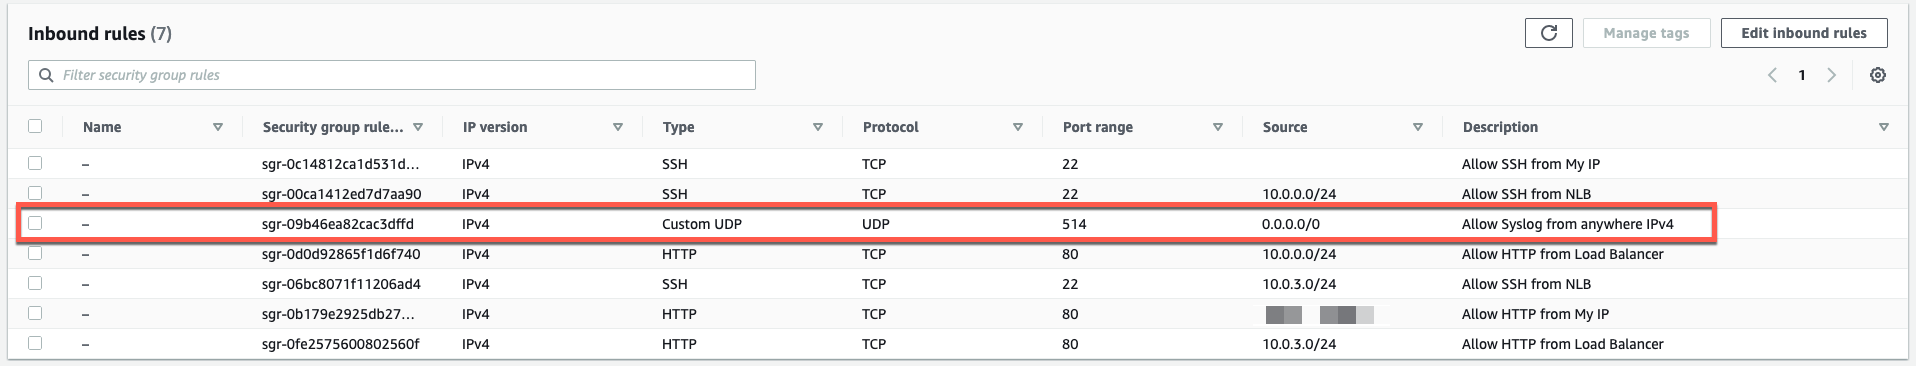 Inbound rules (7)
Manage tags
Edit inbound rules
Filter security group rules
1
Name Security group rule... IP version Type Protocol Port range Source Description
– sgr-0c14812ca1d531d... IPv4 SSH TCP 22 Allow SSH from My IP
– sgr-00ca1412ed7d7aa90 IPv4 SSH TCP 22 10.0.0.0/24 Allow SSH from NLB
– sgr-09b46ea82cac3dffd IPv4 Custom UDP UDP 514 0.0.0.0/0 Allow Syslog from anywhere IPv4
– sgr-0d0d92865f1d6f740 IPv4 HTTP TCP 80 10.0.0.0/24 Allow HTTP from Load Balancer
– sgr-06bc8071f11206ad4 IPv4 SSH TCP 22 10.0.3.0/24 Allow SSH from NLB
– sgr-0b179e2925db27... IPv4 HTTP TCP 80 Allow HTTP from My IP
– sgr-0fe2575600802560f IPv4 HTTP TCP 80 10.0.3.0/24 Allow HTTP from Load Balancer